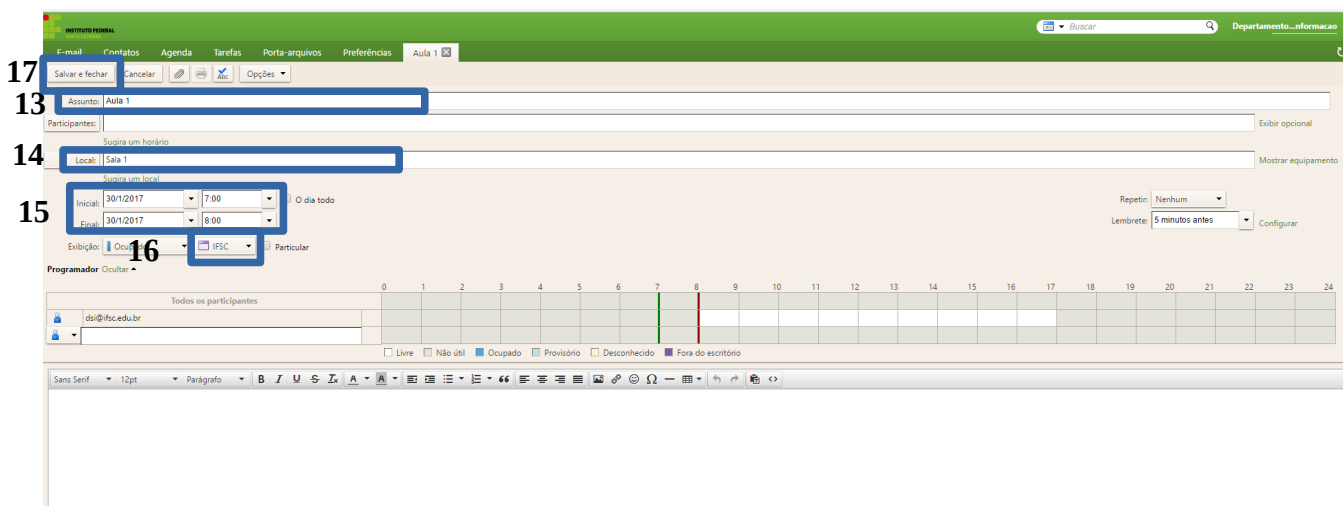 INSTITUTO FEDERAL
Buscar
Departamento...nformacao
E-mail Contatos Agenda Tarefas Porta-arquivos Preferências Aula 1
17 Salvar e fechar Cancelar Abc Opções
13 Assunto: Aula 1
Participantes: Exibir opcional
Sugira um horário
14 Local: Sala 1 Mostrar equipamento
Sugira um local
15 Inicial: 30/1/2017 7:00 O dia todo Repetir: Nenhum
Final: 30/1/2017 8:00 Lembrete: 5 minutos antes Configurar
Exibição: 16 IFSC Particular
Programador Ocultar
0 1 2 3 4 5 6 7 8 9 10 11 12 13 14 15 16 17 18 19 20 21 22 23 24
Todos os participantes
dsi@ifsc.edu.br
Livre Não útil Ocupado Provisório Desconhecido Fora do escritório
Sans Serif 12pt Parágrafo B I U S Ix A A Ω